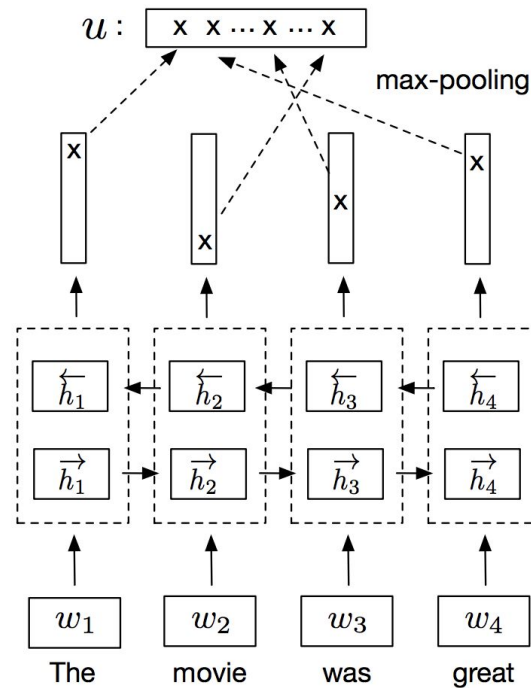 u : x x ... x ... x
max-pooling
x x x x
←h₁ ←h₂ ←h₃ ←h₄
→h₁ →h₂ →h₃ →h₄
w₁ w₂ w₃ w₄
The movie was great